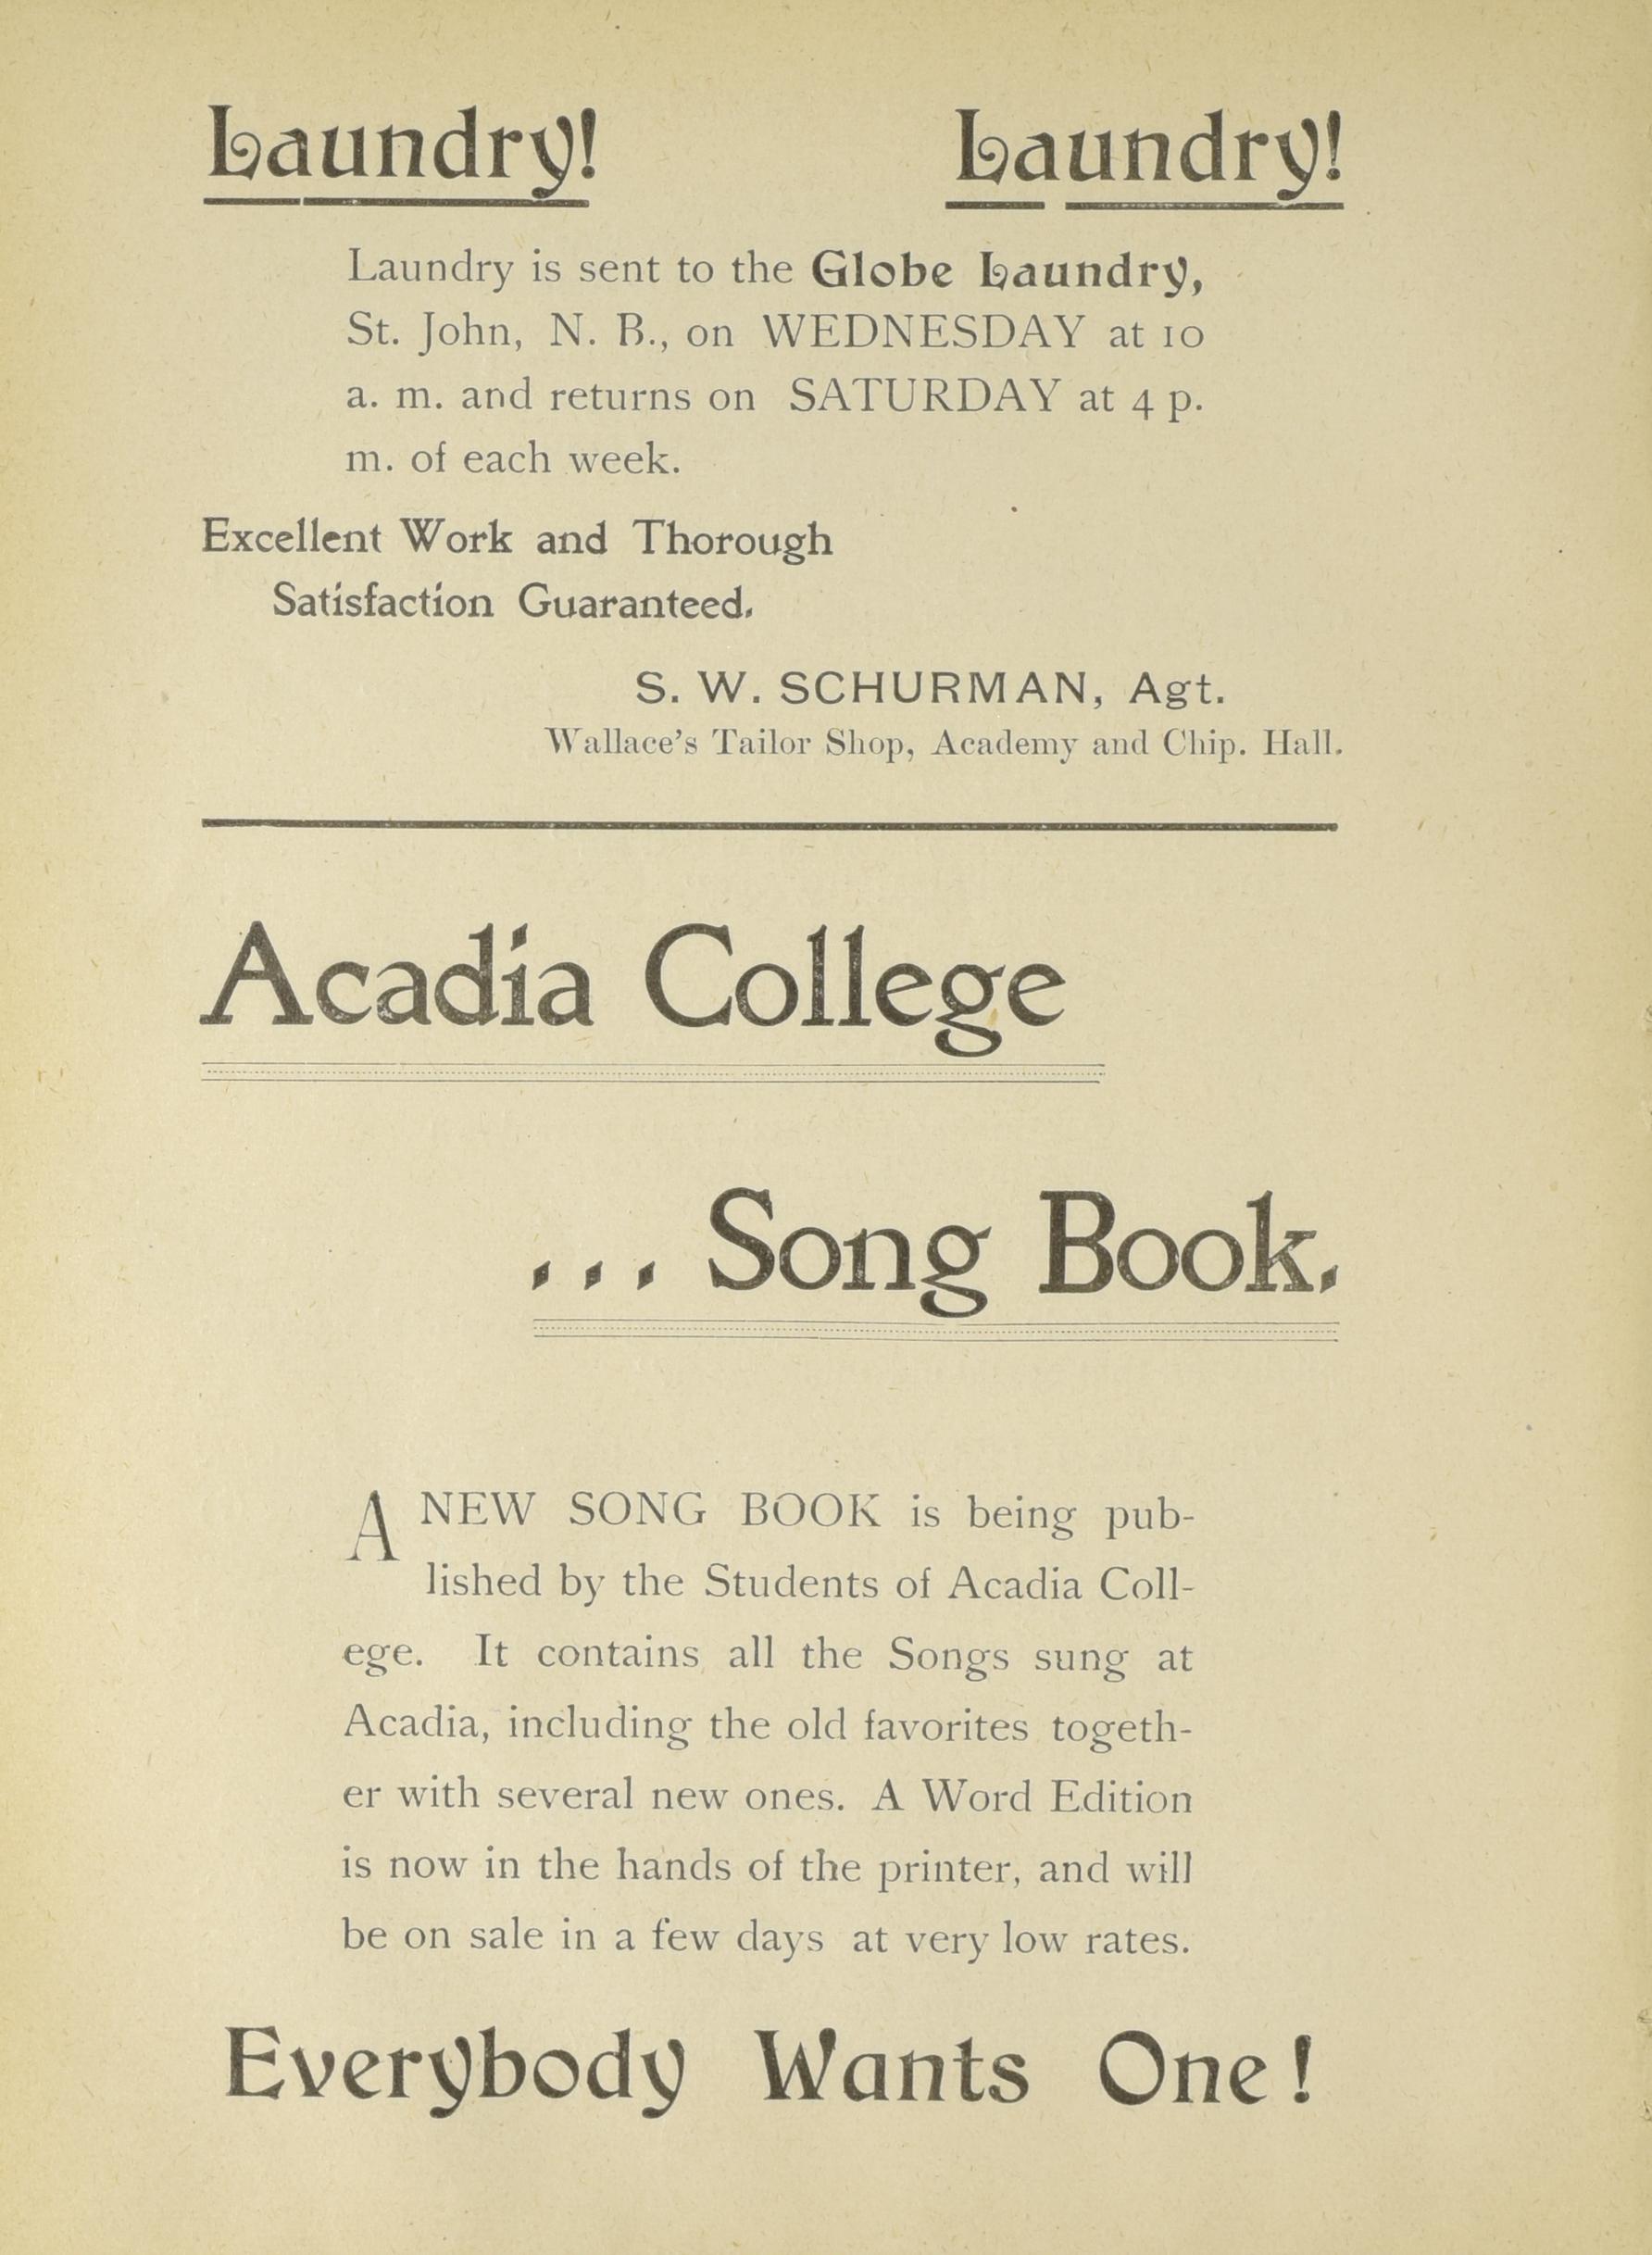 Laundry! Laundry!
Laundry is sent to the Globe Laundry,
St. John, N. B., on WEDNESDAY at 10
a. m. and returns on SATURDAY at 4 p.
m. of each week.
Excellent Work and Thorough
Satisfaction Guaranteed.
S. W. SCHURMAN, Agt.
Wallace's Tailor Shop, Academy and Chip. Hall.
Acadia College
... Song Book.
A NEW SONG BOOK is being pub-
lished by the Students of Acadia Coll-
ege. It contains all the Songs sung at
Acadia, including the old favorites togeth-
er with several new ones. A Word Edition
is now in the hands of the printer, and will
be on sale in a few days at very low rates.
Everybody Wants One!